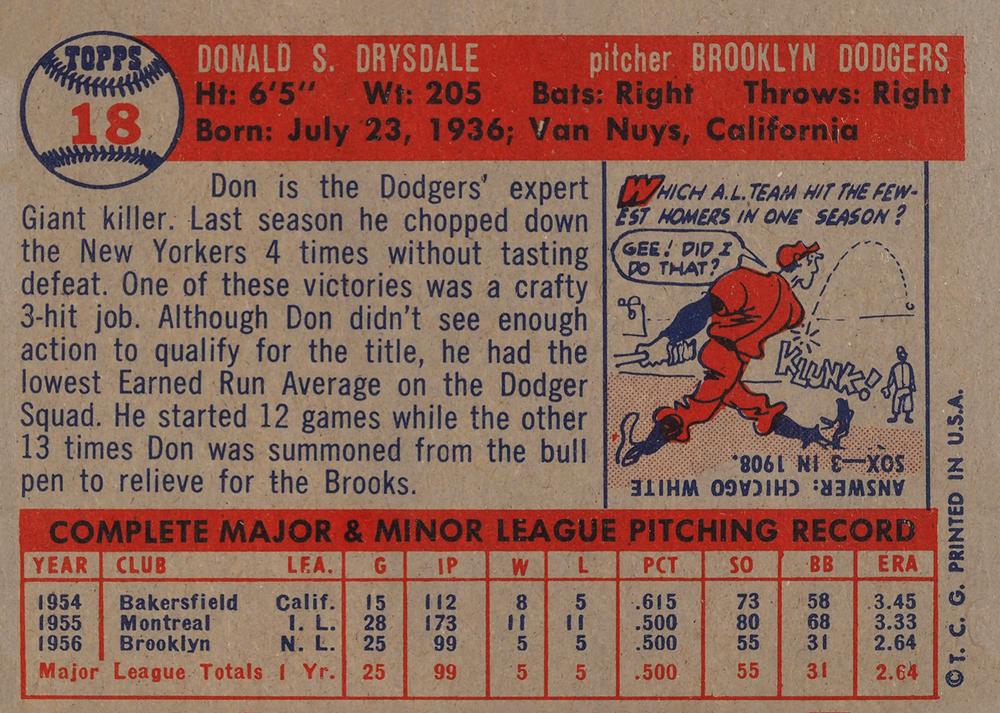 TOPPS
18
DONALD S. DRYSDALE pitcher BROOKLYN DODGERS
Ht: 6'5" Wt: 205 Bats: Right Throws: Right
Born: July 23, 1936; Van Nuys, California
Don is the Dodgers' expert
Giant killer. Last season he chopped down
the New Yorkers 4 times without tasting
defeat. One of these victories was a crafty
3-hit job. Although Don didn't see enough
action to qualify for the title, he had the
lowest Earned Run Average on the Dodger
Squad. He started 12 games while the other
13 times Don was summoned from the bull
pen to relieve for the Brooks.
WHICH A.L. TEAM HIT THE FEW-
EST HOMERS IN ONE SEASON?
GEE! DID I
DO THAT?
KLUNK!
ANSWER: CHICAGO WHITE
SOX—3 IN 1908.
COMPLETE MAJOR & MINOR LEAGUE PITCHING RECORD
YEAR CLUB LEA. G IP W L PCT SO BB ERA
1954 Bakersfield Calif. 15 112 8 5 .615 73 58 3.45
1955 Montreal I. L. 28 173 11 11 .500 80 68 3.33
1956 Brooklyn N. L. 25 99 5 5 .500 55 31 2.64
Major League Totals 1 Yr. 25 99 5 5 .500 55 31 2.64
©T. C. G. PRINTED IN U.S.A.